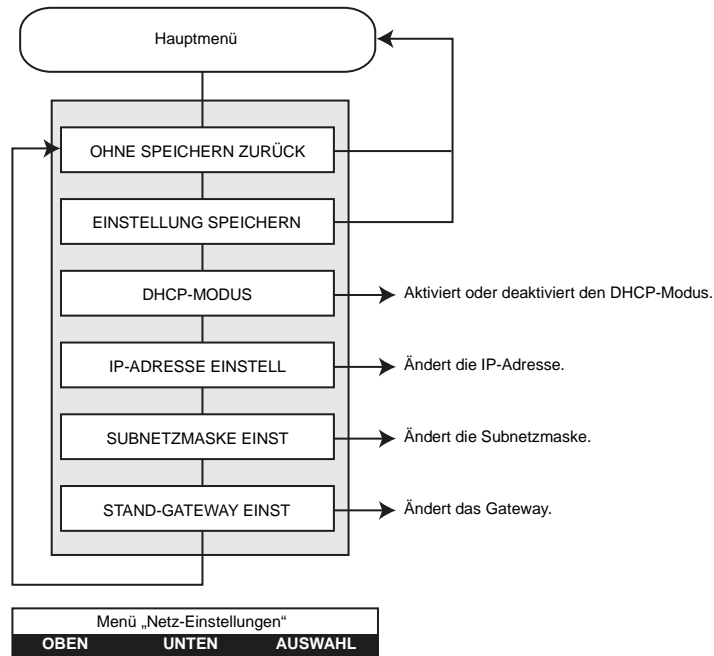 Hauptmenü
OHNE SPEICHERN ZURÜCK
EINSTELLUNG SPEICHERN
DHCP-MODUS
Aktiviert oder deaktiviert den DHCP-Modus.
IP-ADRESSE EINSTELL
Ändert die IP-Adresse.
SUBNETZMASKE EINST
Ändert die Subnetzmaske.
STAND-GATEWAY EINST
Ändert das Gateway.
Menü „Netz-Einstellungen“
OBEN UNTEN AUSWAHL